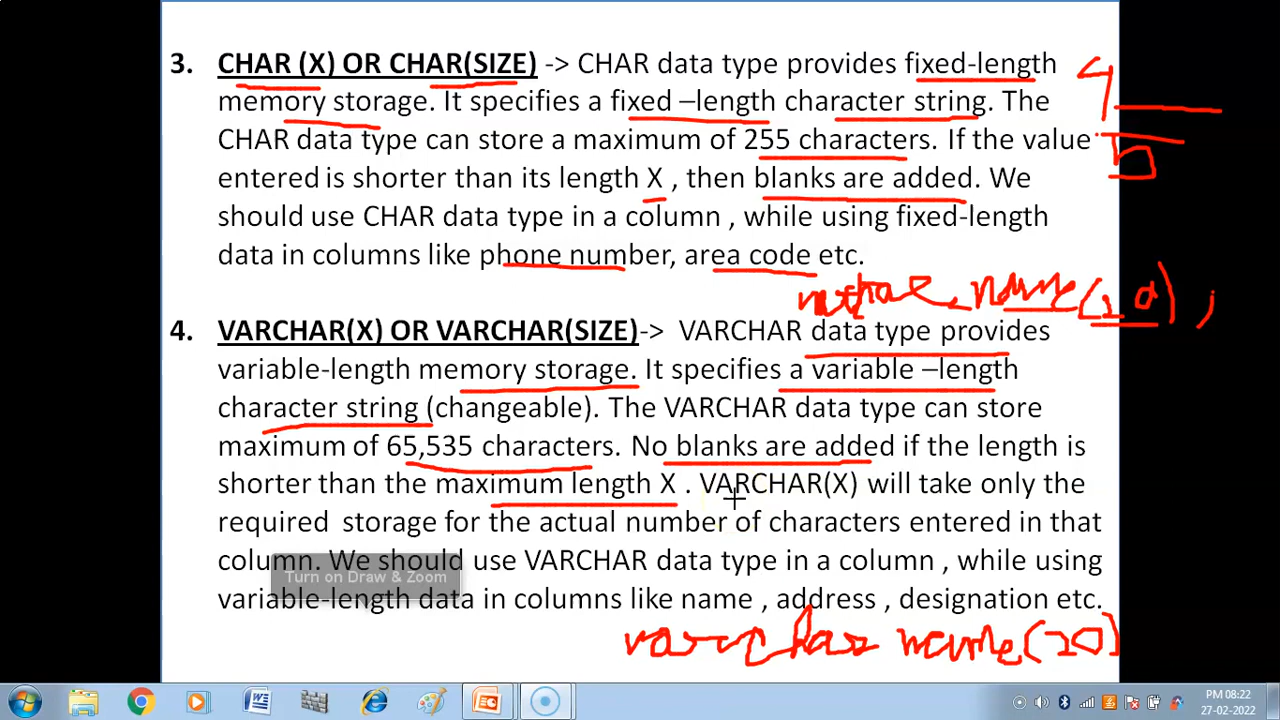 3. CHAR (X) OR CHAR(SIZE) -> CHAR data type provides fixed-length
memory storage. It specifies a fixed –length character string. The
CHAR data type can store a maximum of 255 characters. If the value
entered is shorter than its length X , then blanks are added. We
should use CHAR data type in a column , while using fixed-length
data in columns like phone number, area code etc.
name(20),
4. VARCHAR(X) OR VARCHAR(SIZE)-> VARCHAR data type provides
variable-length memory storage. It specifies a variable –length
character string (changeable). The VARCHAR data type can store
maximum of 65,535 characters. No blanks are added if the length is
shorter than the maximum length X . VARCHAR(X) will take only the
required storage for the actual number of characters entered in that
column. We should use VARCHAR data type in a column , while using
Turn on Draw & Zoom
variable-length data in columns like name , address , designation etc.
varchar name(20)
PM 08:22
27-02-2022